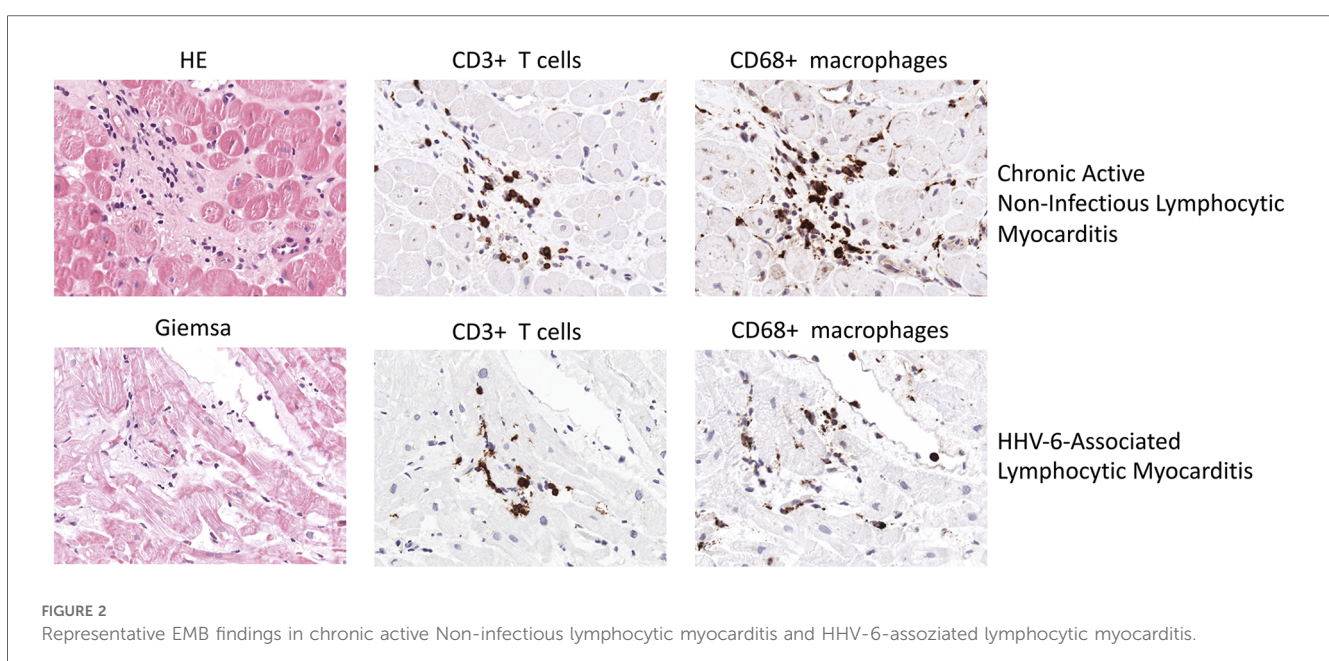 HE
CD3+ T cells
CD68+ macrophages
Chronic Active
Non-Infectious Lymphocytic
Myocarditis
Giemsa
CD3+ T cells
CD68+ macrophages
HHV-6-Associated
Lymphocytic Myocarditis
FIGURE 2
Representative EMB findings in chronic active Non-infectious lymphocytic myocarditis and HHV-6-assoziated lymphocytic myocarditis.